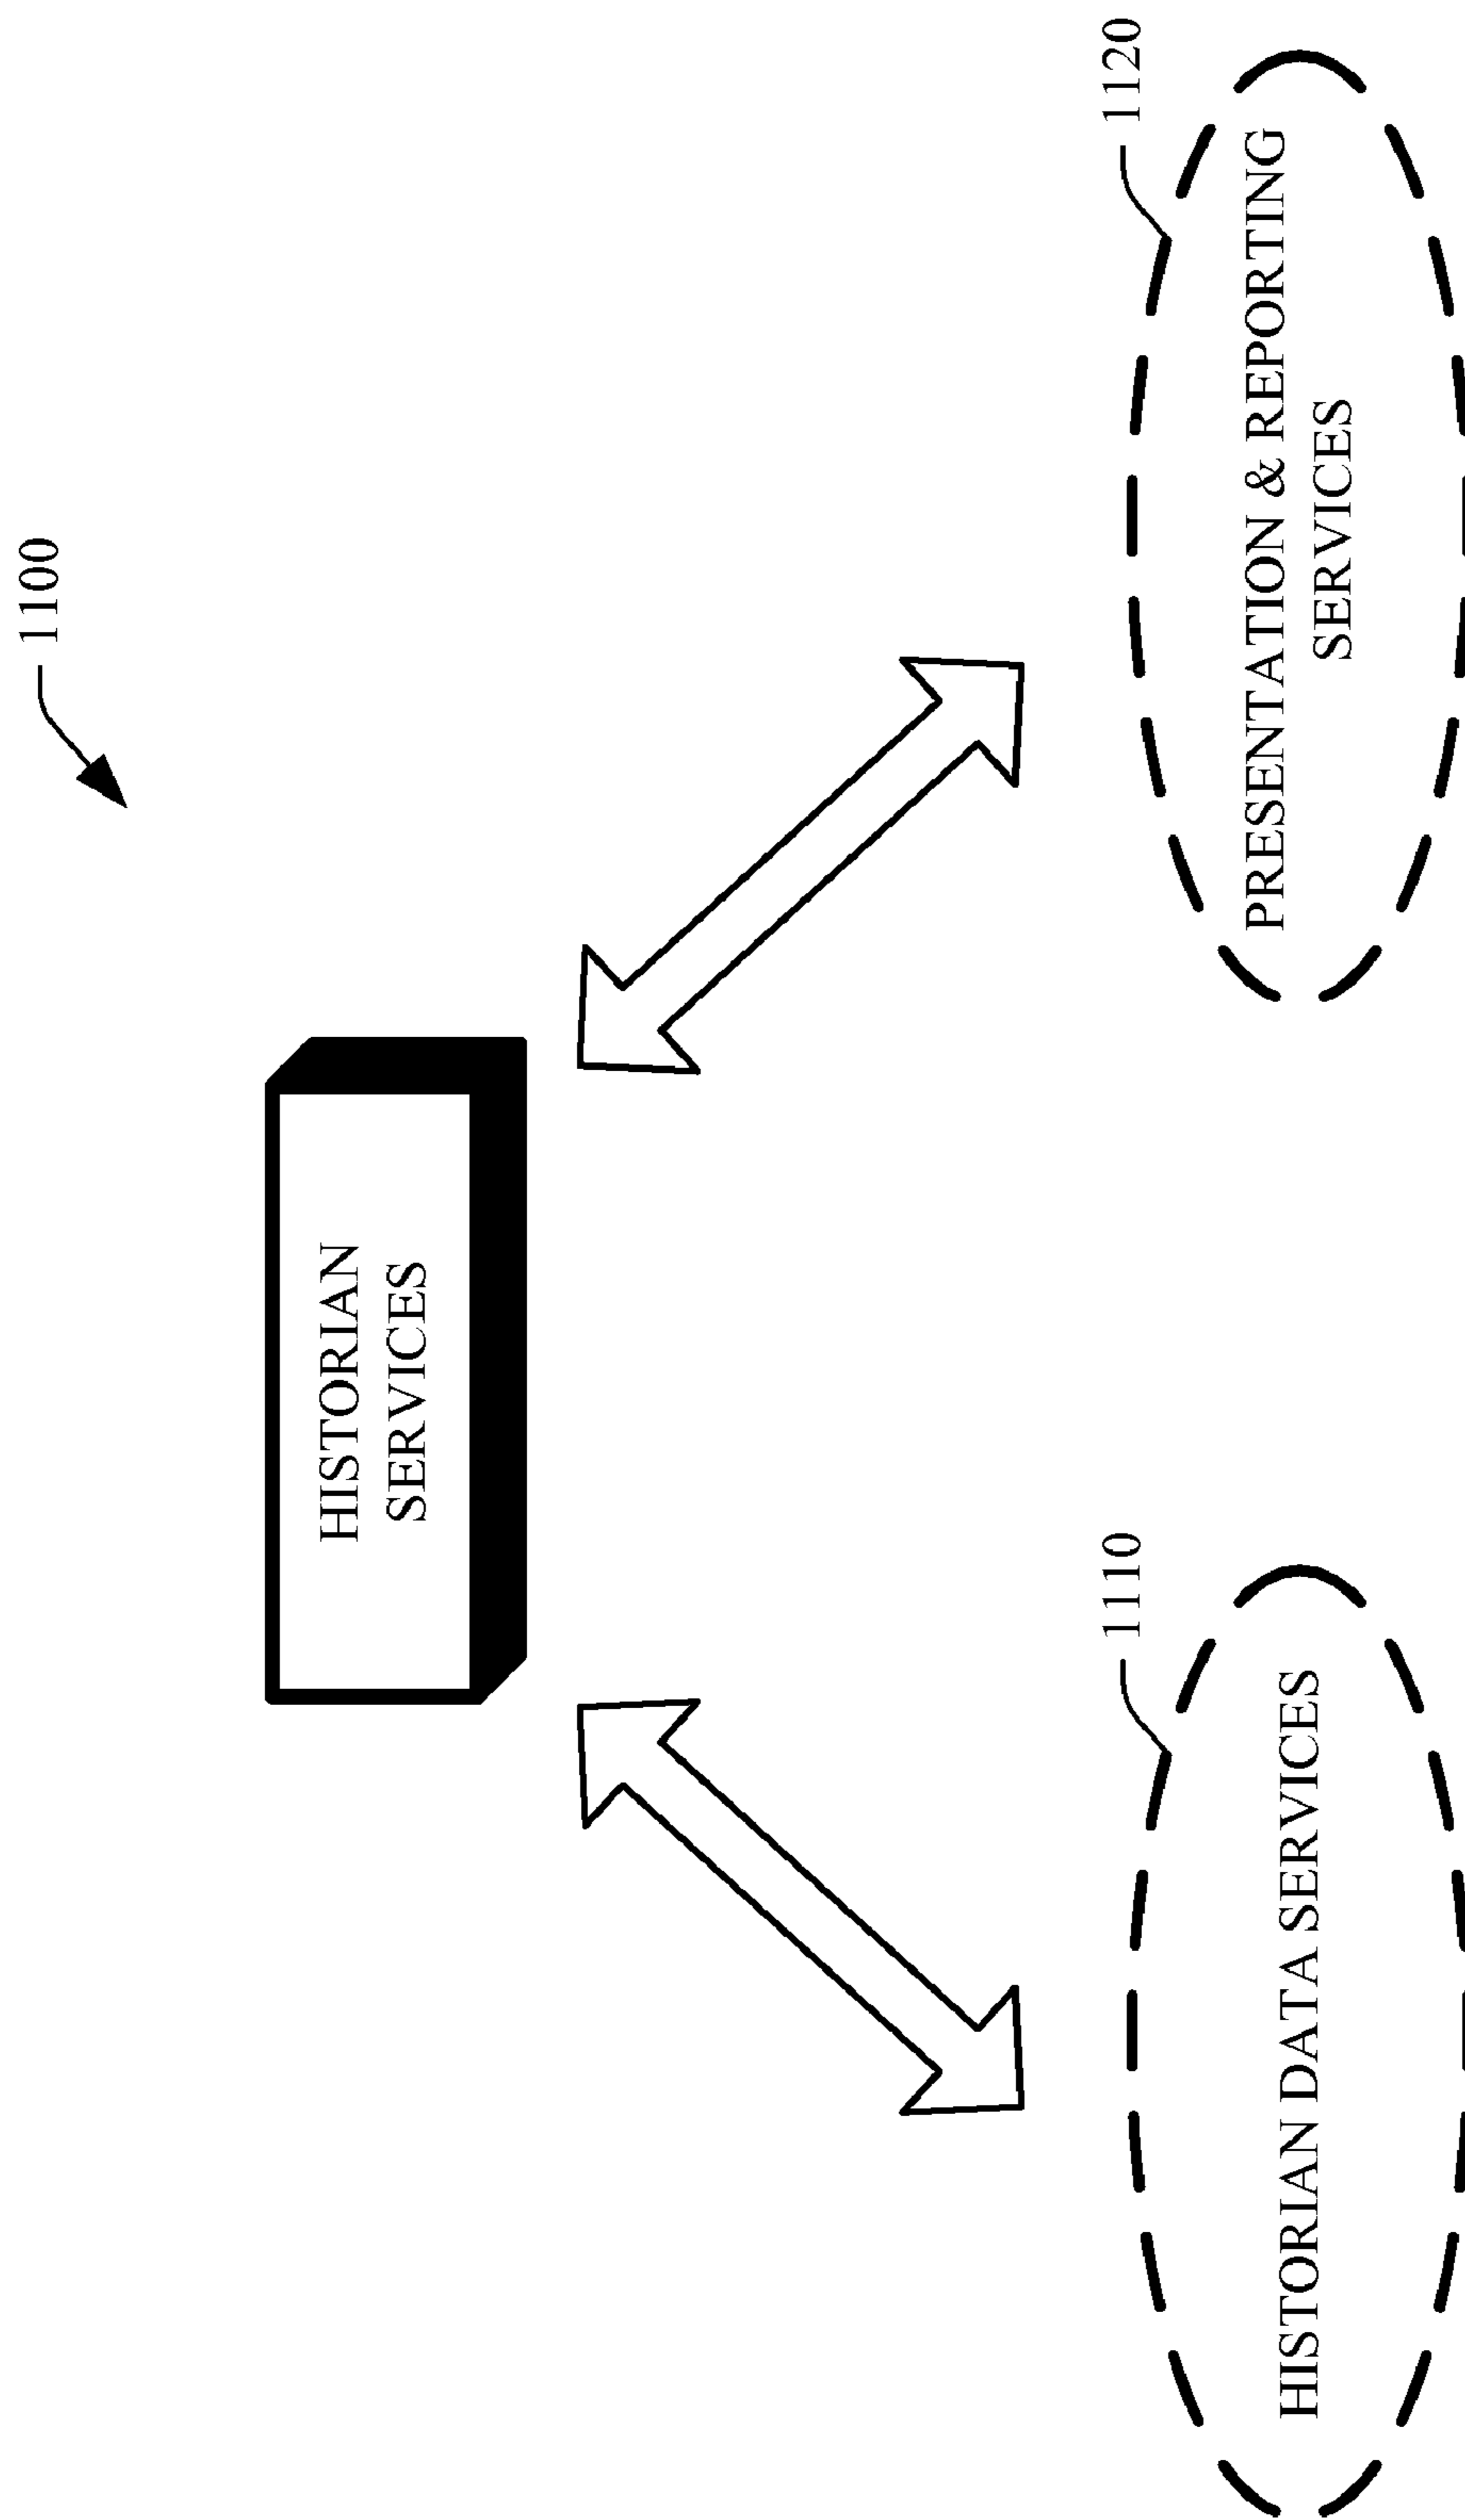 1100
HISTORIAN
SERVICES
1110
HISTORIAN DATA SERVICES
1120
PRESENTATION & REPORTING
SERVICES